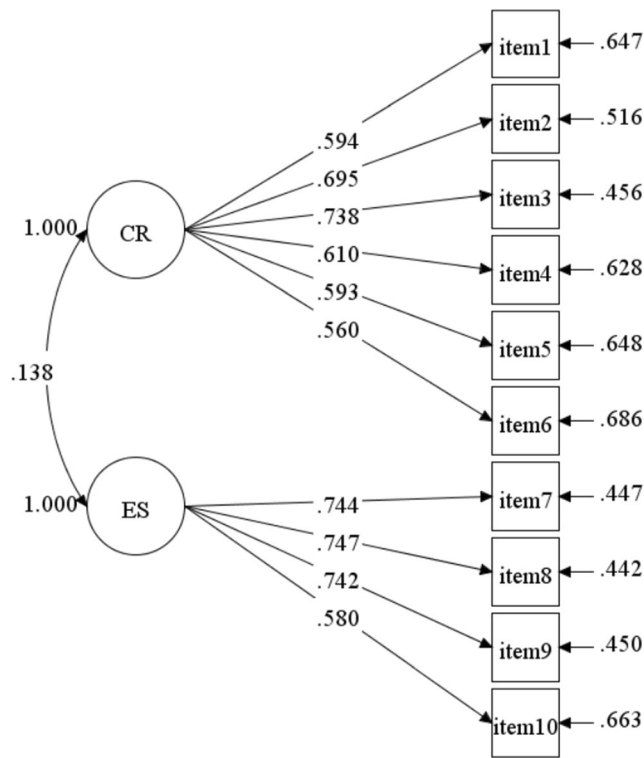 item1
.647
item2
.516
.594
.695
item3
.456
1.000
CR
.738
.610
item4
.628
.593
.560
item5
.648
.138
item6
.686
1.000
ES
.744
item7
.447
.747
.742
item8
.442
.580
item9
.450
item10
.663